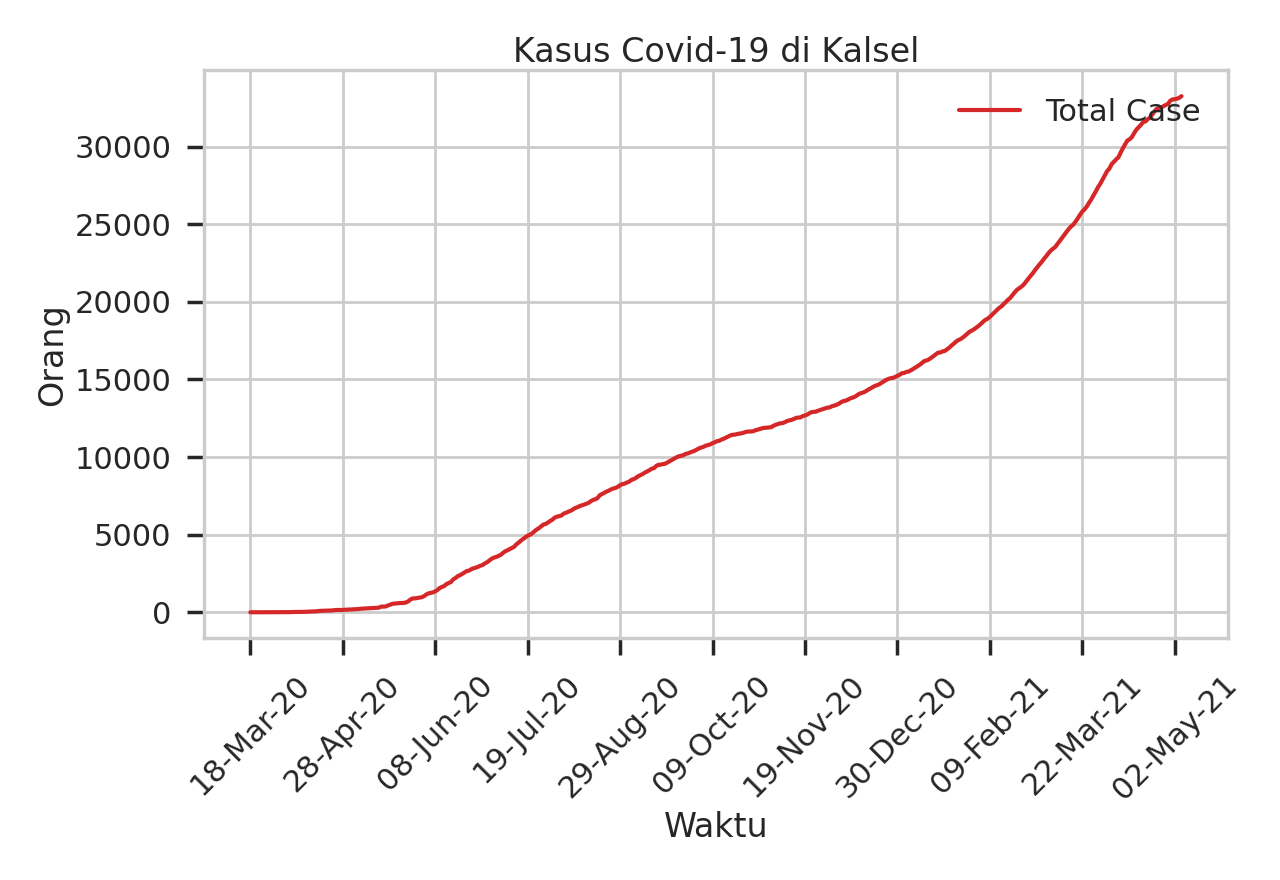 Kasus Covid-19 di Kalsel
Total Case
30000
25000
20000
15000
10000
5000
0
Orang
18-Mar-20
28-Apr-20
08-Jun-20
19-Jul-20
29-Aug-20
09-Oct-20
19-Nov-20
30-Dec-20
09-Feb-21
22-Mar-21
02-May-21
Waktu